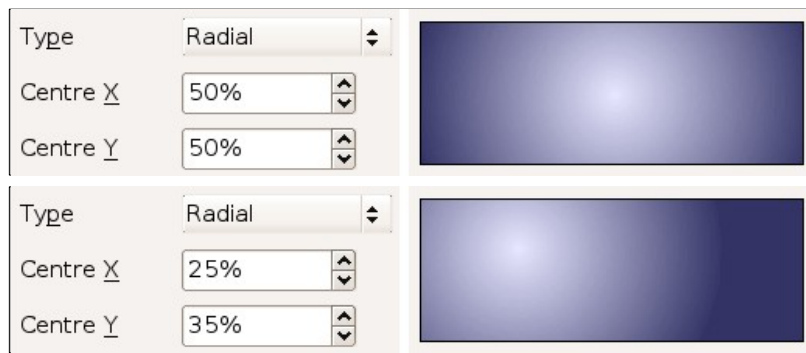 Type Radial
Centre X 50%
Centre Y 50%
Type Radial
Centre X 25%
Centre Y 35%